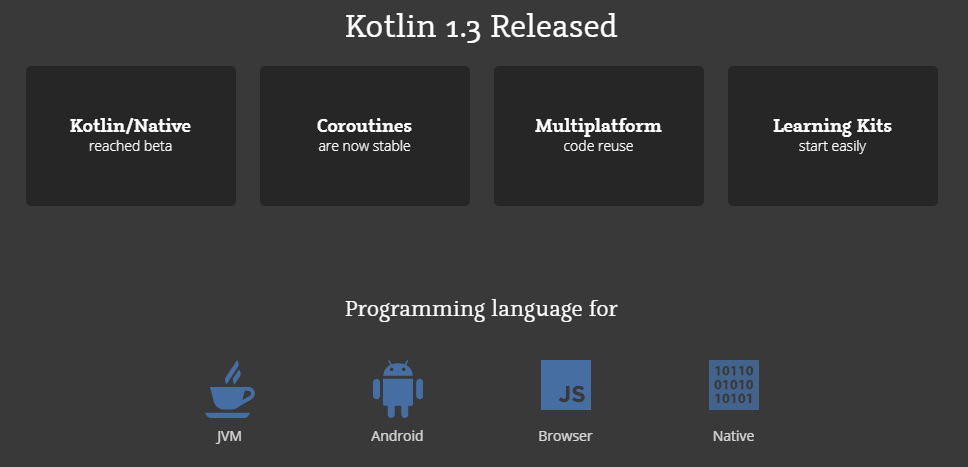 Kotlin 1.3 Released
Kotlin/Native
reached beta
Coroutines
are now stable
Multiplatform
code reuse
Learning Kits
start easily
Programming language for
JS
10110
01010
10101
JVM
Android
Browser
Native